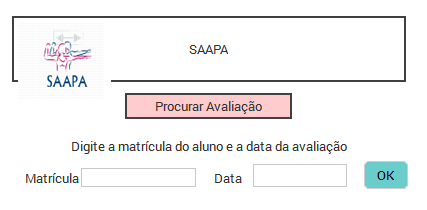 SAAPA
SAAPA
Procurar Avaliação
Digite a matrícula do aluno e a data da avaliação
Matrícula Data OK